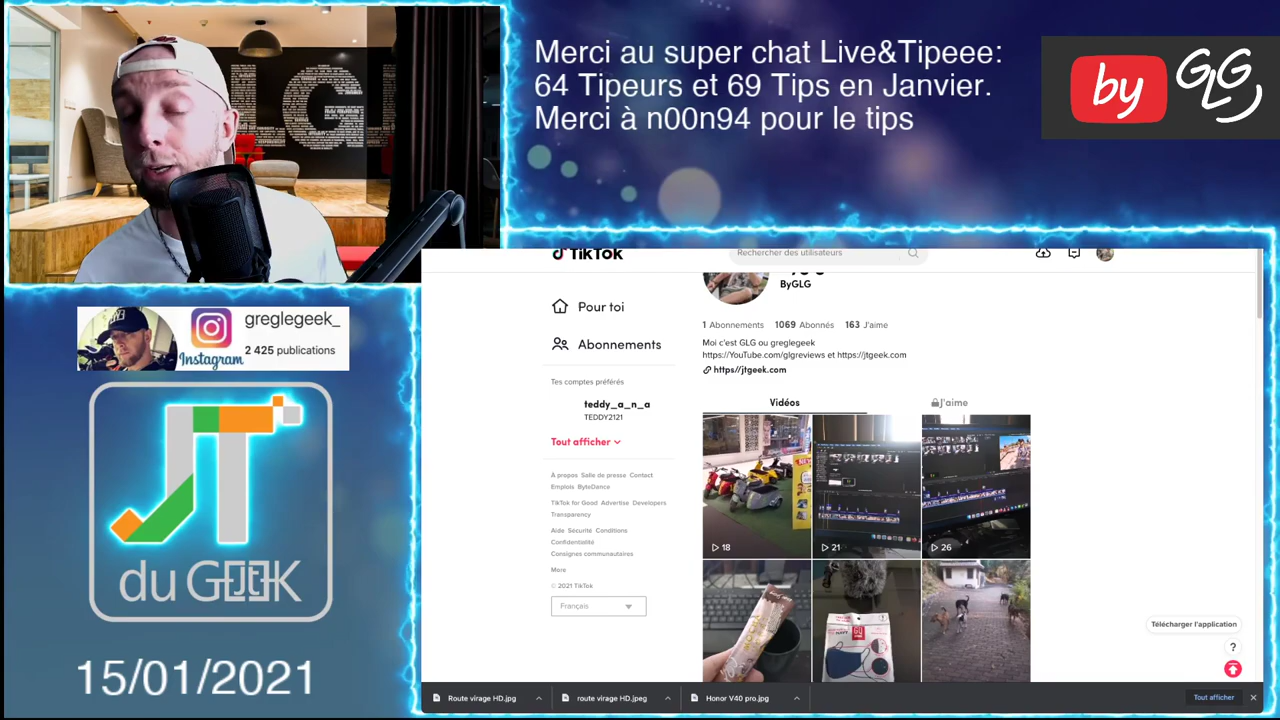 Merci au super chat Live&Tipeee:
64 Tipeurs et 69 Tips en Janvier.
Merci à n00n94 pour le tips
by GLG
greglegeek_
Instagram
2 425 publications
JT
du GEEK
15/01/2021
TikTok
Rechercher des utilisateurs
Pour toi
Abonnements
Tes comptes préférés
teddy_a_n_a
TEDDY2121
Tout afficher
À propos Salle de presse Contact
Emplois ByteDance
TikTok for Good Advertise Developers
Transparency
Aide Sécurité Conditions
Confidentialité
Consignes communautaires
More
© 2021 TikTok
Français
ByGLG
1 Abonnements 1069 Abonnés 163 J'aime
Moi c'est GLG ou greglegeek
https://YouTube.com/glgreviews et https://jtgeek.com
https//jtgeek.com
Vidéos
J'aime
18
21
26
Télécharger l'application
?
Route virage HD.jpg
route virage HD.jpeg
Honor V40 pro.jpg
Tout afficher